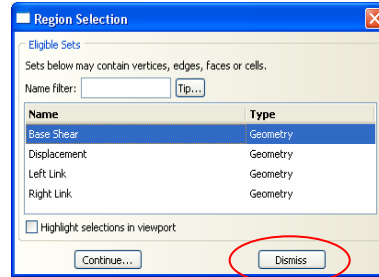 Region Selection
Eligible Sets
Sets below may contain vertices, edges, faces or cells.
Name filter: Tip...
Name Type
Base Shear Geometry
Displacement Geometry
Left Link Geometry
Right Link Geometry
Highlight selections in viewport
Continue... Dismiss